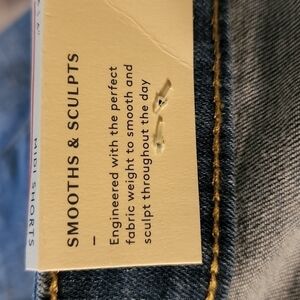 SMOOTHS & SCULPTS
Engineered with the perfect
fabric weight to smooth and
sculpt throughout the day
MIDI SHORTS